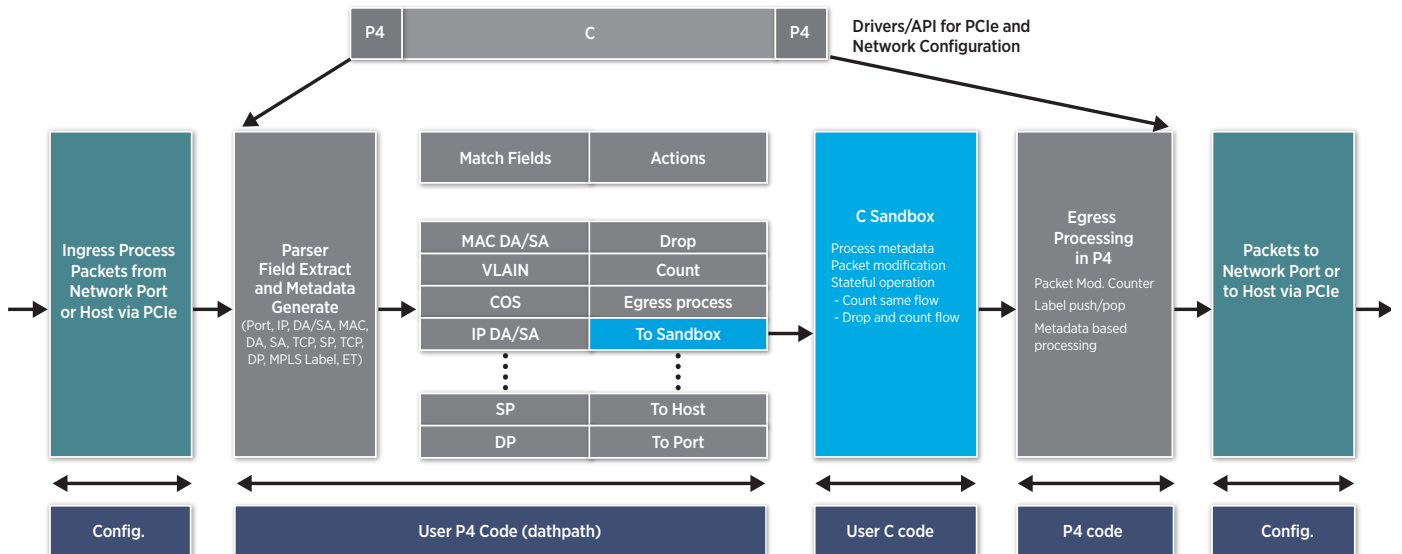 P4
C
P4
Drivers/API for PCIe and
Network Configuration
Ingress Process
Packets from
Network Port
or Host via PCIe
Parser
Field Extract
and Metadata
Generate
(Port, IP, DA/SA, MAC,
DA, SA, TCP, SP, TCP,
DP, MPLS Label, ET)
Match Fields
Actions
MAC DA/SA
Drop
VLAIN
Count
COS
Egress process
IP DA/SA
To Sandbox
SP
To Host
DP
To Port
C Sandbox
Process metadata
Packet modification
Stateful operation
- Count same flow
- Drop and count flow
Egress
Processing
in P4
Packet Mod. Counter
Label push/pop
Metadata based
processing
Packets to
Network Port or
to Host via PCIe
Config.
User P4 Code (dathpath)
User C code
P4 code
Config.